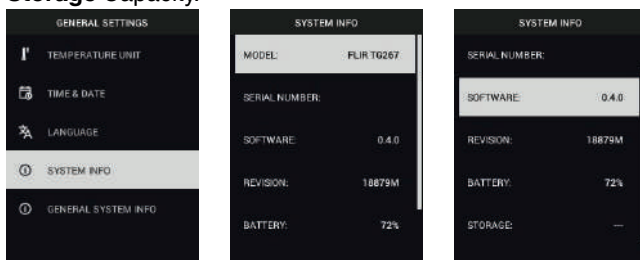 Storage Capacity.
GENERAL SETTINGS
TEMPERATURE UNIT
TIME & DATE
LANGUAGE
SYSTEM INFO
GENERAL SYSTEM INFO
SYSTEM INFO
MODEL: FLIR TG267
SERIAL NUMBER:
SOFTWARE: 0.4.0
REVISION: 18879M
BATTERY: 72%
SYSTEM INFO
SERIAL NUMBER:
SOFTWARE: 0.4.0
REVISION: 18879M
BATTERY: 72%
STORAGE: ---